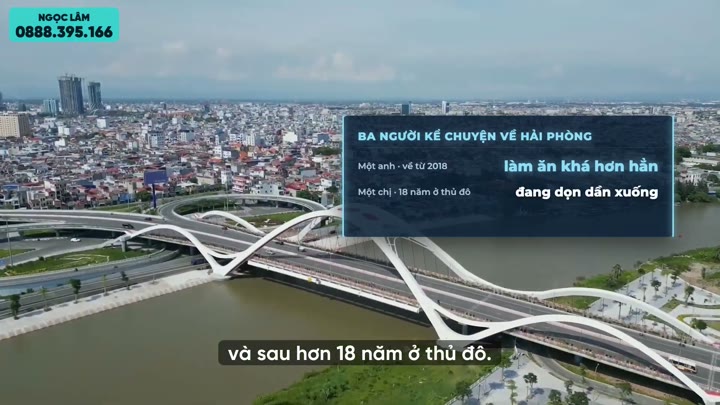 NGỌC LÂM
0888.395.166
BA NGƯỜI KỂ CHUYỆN VỀ HẢI PHÒNG
Một anh - về từ 2018
làm ăn khá hơn hẳn
Một chị - 18 năm ở thủ đô
đang dọn dần xuống
và sau hơn 18 năm ở thủ đô.